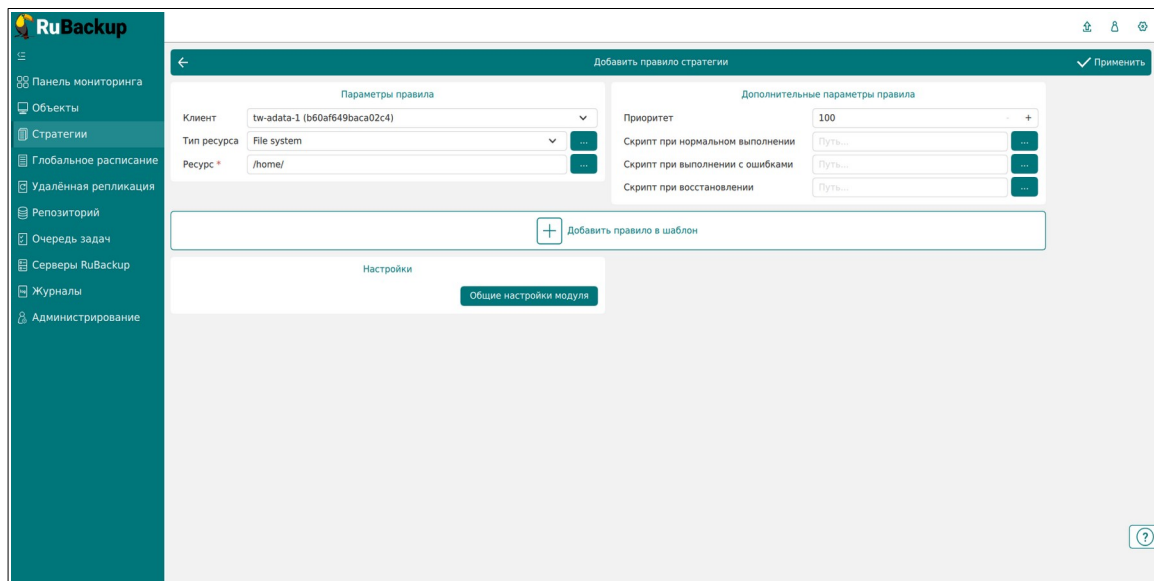 RuBackup
Панель мониторинга
Объекты
Стратегии
Глобальное расписание
Удалённая репликация
Репозиторий
Очередь задач
Серверы RuBackup
Журналы
Администрирование
Добавить правило стратегии
Применить
Параметры правила
Клиент tw-adata-1 (b60af649baca02c4)
Тип ресурса File system ...
Ресурс * /home/ ...
Дополнительные параметры правила
Приоритет 100 - +
Скрипт при нормальном выполнении Путь... ...
Скрипт при выполнении с ошибками Путь... ...
Скрипт при восстановлении Путь... ...
Добавить правило в шаблон
Настройки
Общие настройки модуля
?